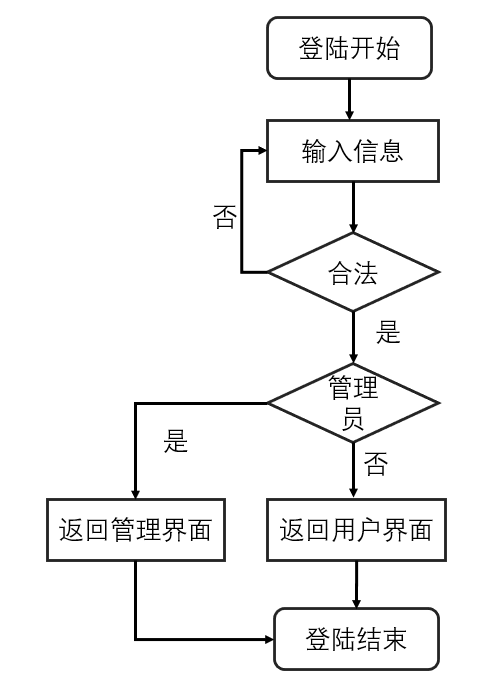 登陆开始
输入信息
否
合法
是
管理
员
是
否
返回管理界面
返回用户界面
登陆结束